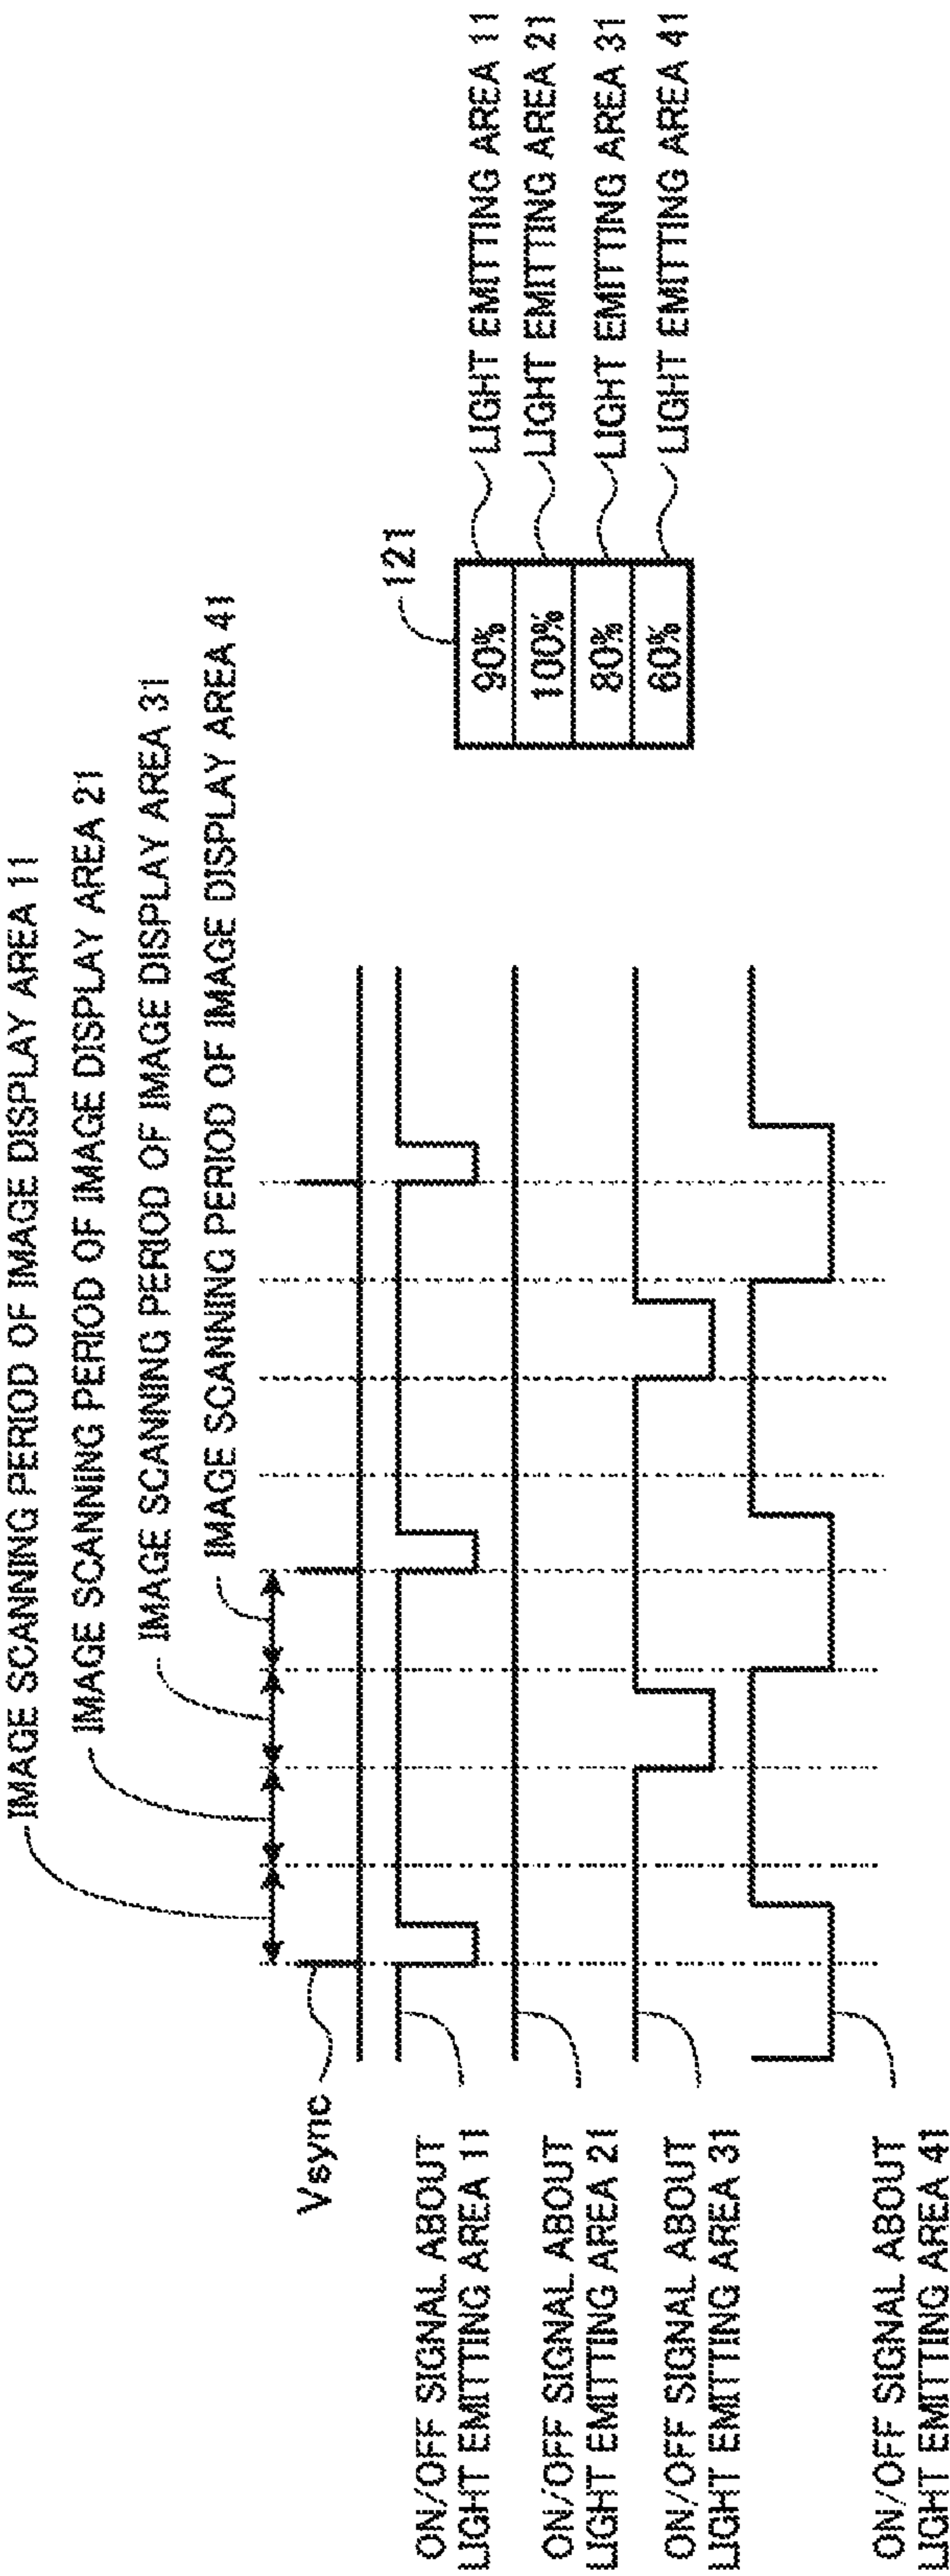 IMAGE SCANNING PERIOD OF IMAGE DISPLAY AREA 11
IMAGE SCANNING PERIOD OF IMAGE DISPLAY AREA 21
IMAGE SCANNING PERIOD OF IMAGE DISPLAY AREA 31
IMAGE SCANNING PERIOD OF IMAGE DISPLAY AREA 41
Vsync
ON/OFF SIGNAL ABOUT
LIGHT EMITTING AREA 11
ON/OFF SIGNAL ABOUT
LIGHT EMITTING AREA 21
ON/OFF SIGNAL ABOUT
LIGHT EMITTING AREA 31
ON/OFF SIGNAL ABOUT
LIGHT EMITTING AREA 41
121
90%
LIGHT EMITTING AREA 11
100%
LIGHT EMITTING AREA 21
80%
LIGHT EMITTING AREA 31
60%
LIGHT EMITTING AREA 41